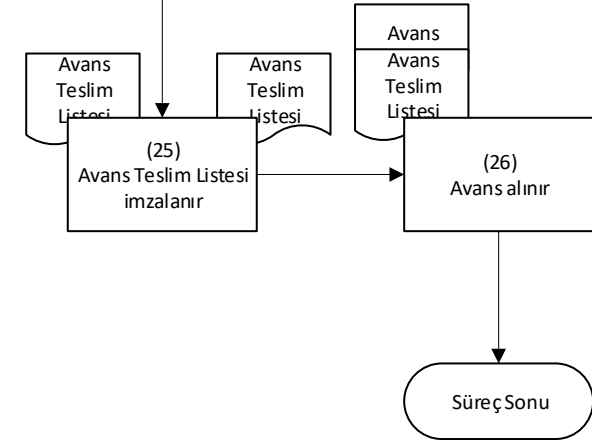 Avans
Teslim
Listesi
Avans
Teslim
Listesi
Avans
Avans
Teslim
Listesi
(25)
Avans Teslim Listesi
imzalanır
(26)
Avans alınır
Süreç Sonu